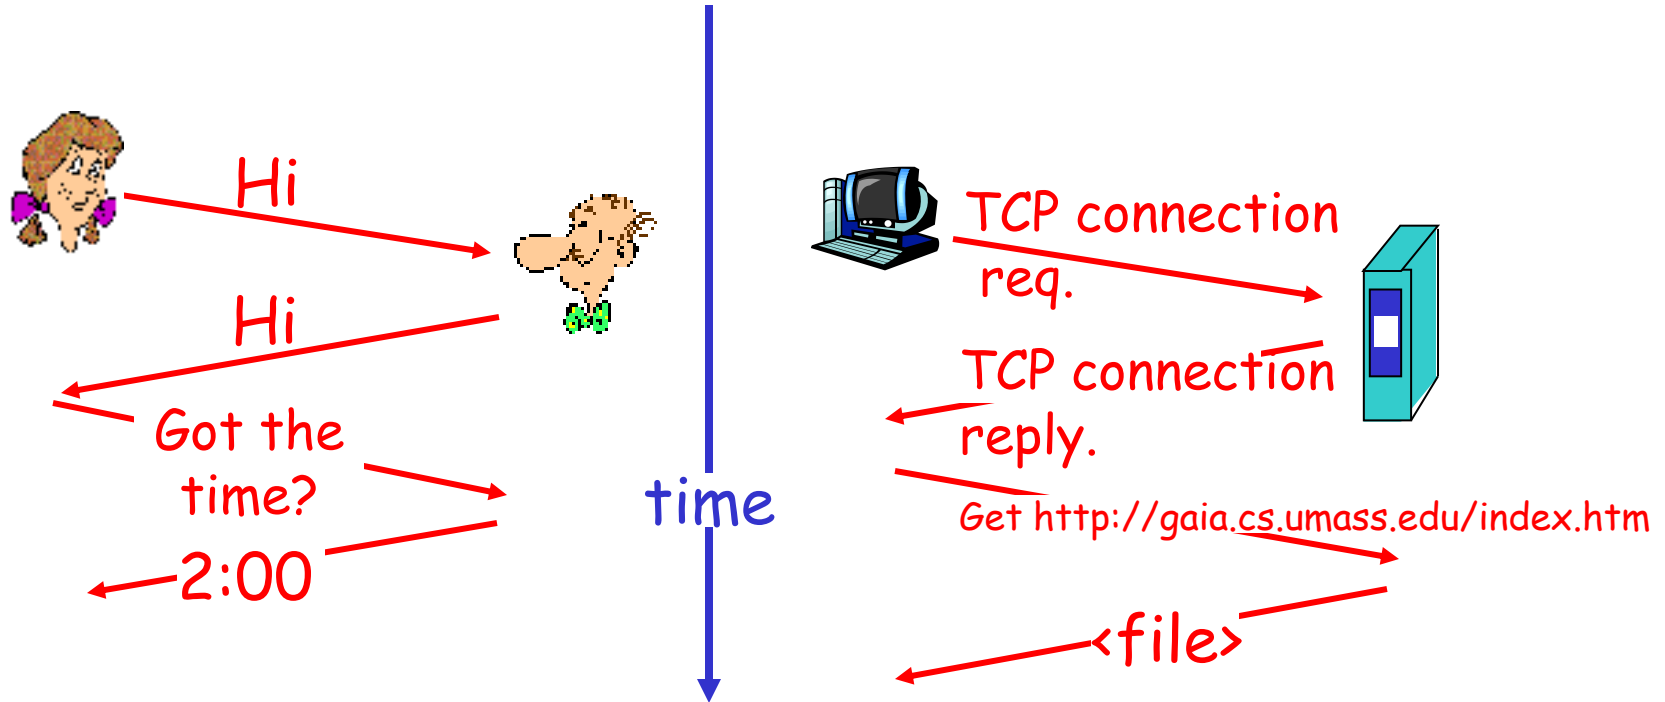 Hi
Hi
Got the
time?
2:00
time
TCP connection
req.
TCP connection
reply.
Get http://gaia.cs.umass.edu/index.htm
<file>